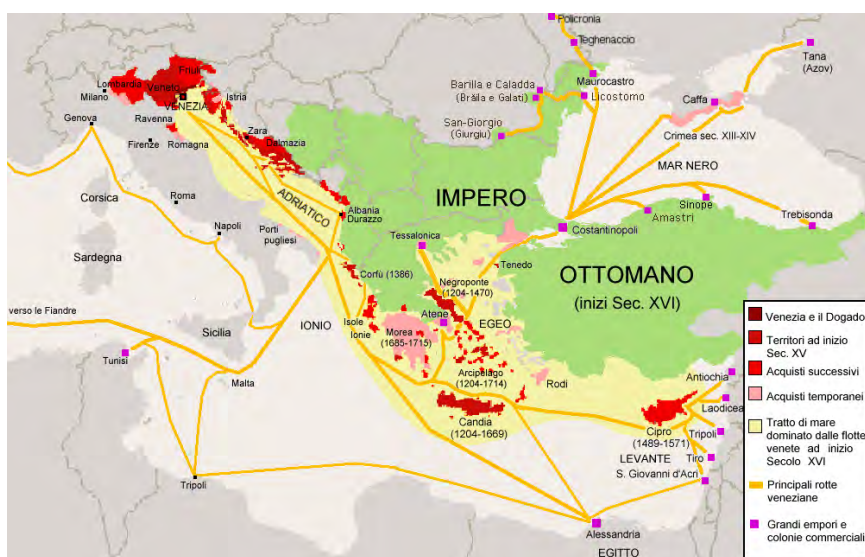 Policronia
Teghenaccio
Maurocastro
Tana
(Azov)
Barilla e Caladda
(Brăila e Galati)
Licostomo
Caffa
San-Giorgio
(Giurgiu)
Crimea sec. XIII-XIV
MAR NERO
Friuli
Lombardia
Veneto
Milano
VENEZIA
Istria
Genova
Ravenna
Romagna
Zara
Dalmazia
Firenze
Corsica
Roma
ADRIATICO
Albania
Durazzo
IMPERO
Sinope
Amastri
Trebisonda
Costantinopoli
Napoli
Porti
pugliesi
Tessalonica
Sardegna
Corfù (1386)
Tenedo
OTTOMANO
(inizi Sec. XVI)
Negroponte
(1204-1470)
verso le Fiandre
Sicilia
IONIO
Isole
Ionie
Atene
EGEO
Morea
(1685-1715)
Tunisi
Malta
Arcipelago
(1204-1714)
Rodi
Antiochia
Laodicea
Candia
(1204-1669)
Cipro
(1489-1571)
Tripoli
LEVANTE
Tiro
S. Giovanni d'Acri
Tripoli
Alessandria
EGITTO
Venezia e il Dogado
Territori ad inizio
Sec. XV
Acquisti successivi
Acquisti temporanei
Tratto di mare
dominato dalle flotte
venete ad inizio
Secolo XVI
Principali rotte
veneziane
Grandi empori e
colonie commerciali